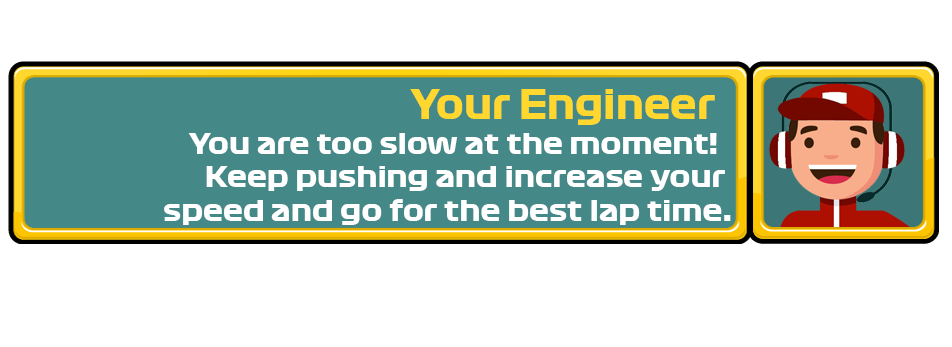 Your Engineer
You are too slow at the moment!
Keep pushing and increase your
speed and go for the best lap time.